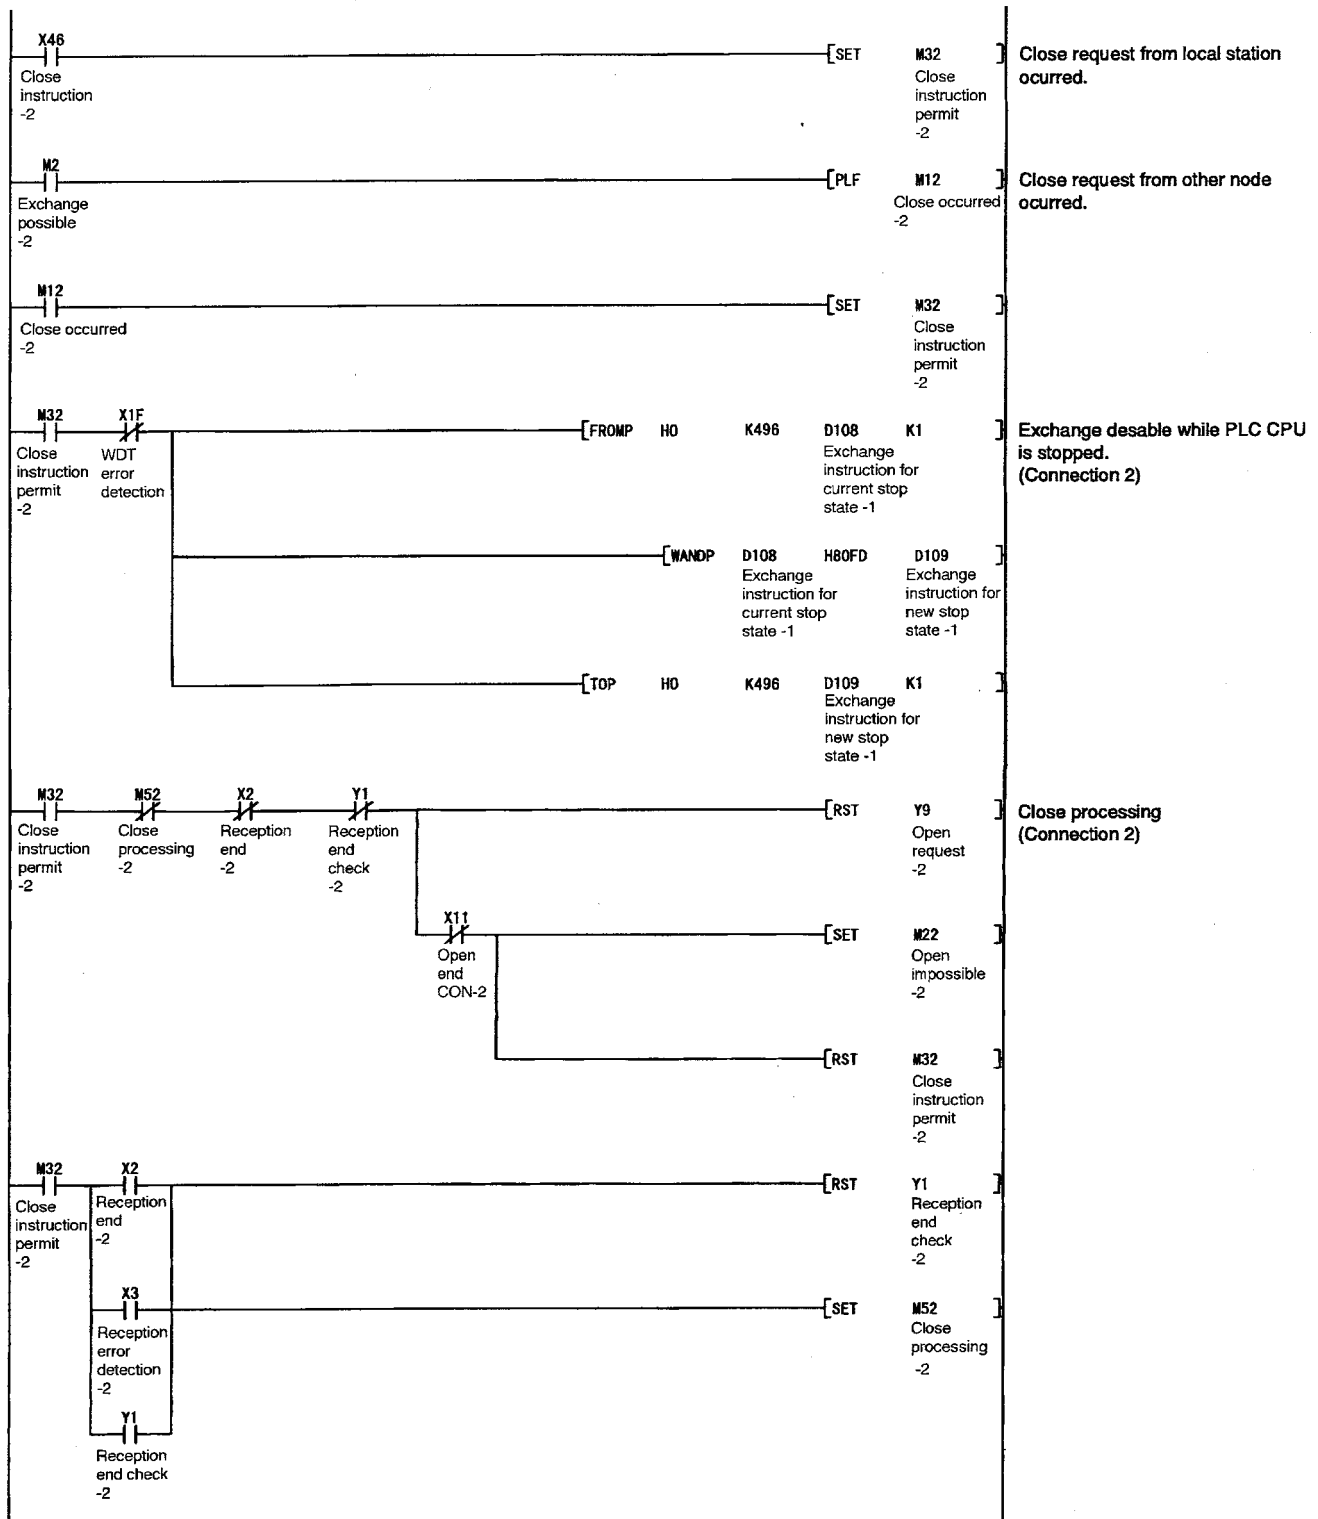 X46
[SET M32 ]
Close request from local station
ocurred.
Close
instruction
-2
Close
instruction
permit
-2
M2
[PLF M12 ]
Close request from other node
ocurred.
Exchange
possible
-2
Close occurred
-2
M12
[SET M32 ]
Close occurred
-2
Close
instruction
permit
-2
M32 X1F
[FROMP H0 K496 D108 K1 ]
Exchange desable while PLC CPU
is stopped.
(Connection 2)
Close
instruction
permit
-2
WDT
error
detection
Exchange
instruction for
current stop
state -1
[WANDP D108 H80FD D109 ]
Exchange
instruction for
current stop
state -1
Exchange
instruction for
new stop
state -1
[TOP H0 K496 D109 K1 ]
Exchange
instruction for
new stop
state -1
M32 M52 X2 Y1
[RST Y9 ]
Close processing
(Connection 2)
Close
instruction
permit
-2
Close
processing
-2
Reception
end
-2
Reception
end
check
-2
Open
request
-2
X11
[SET M22 ]
Open
end
CON-2
Open
impossible
-2
[RST M32 ]
Close
instruction
permit
-2
M32 X2
[RST Y1 ]
Close
instruction
permit
-2
Reception
end
-2
Reception
end
check
-2
X3
[SET M52 ]
Reception
error
detection
-2
Close
processing
-2
Y1
Reception
end check
-2